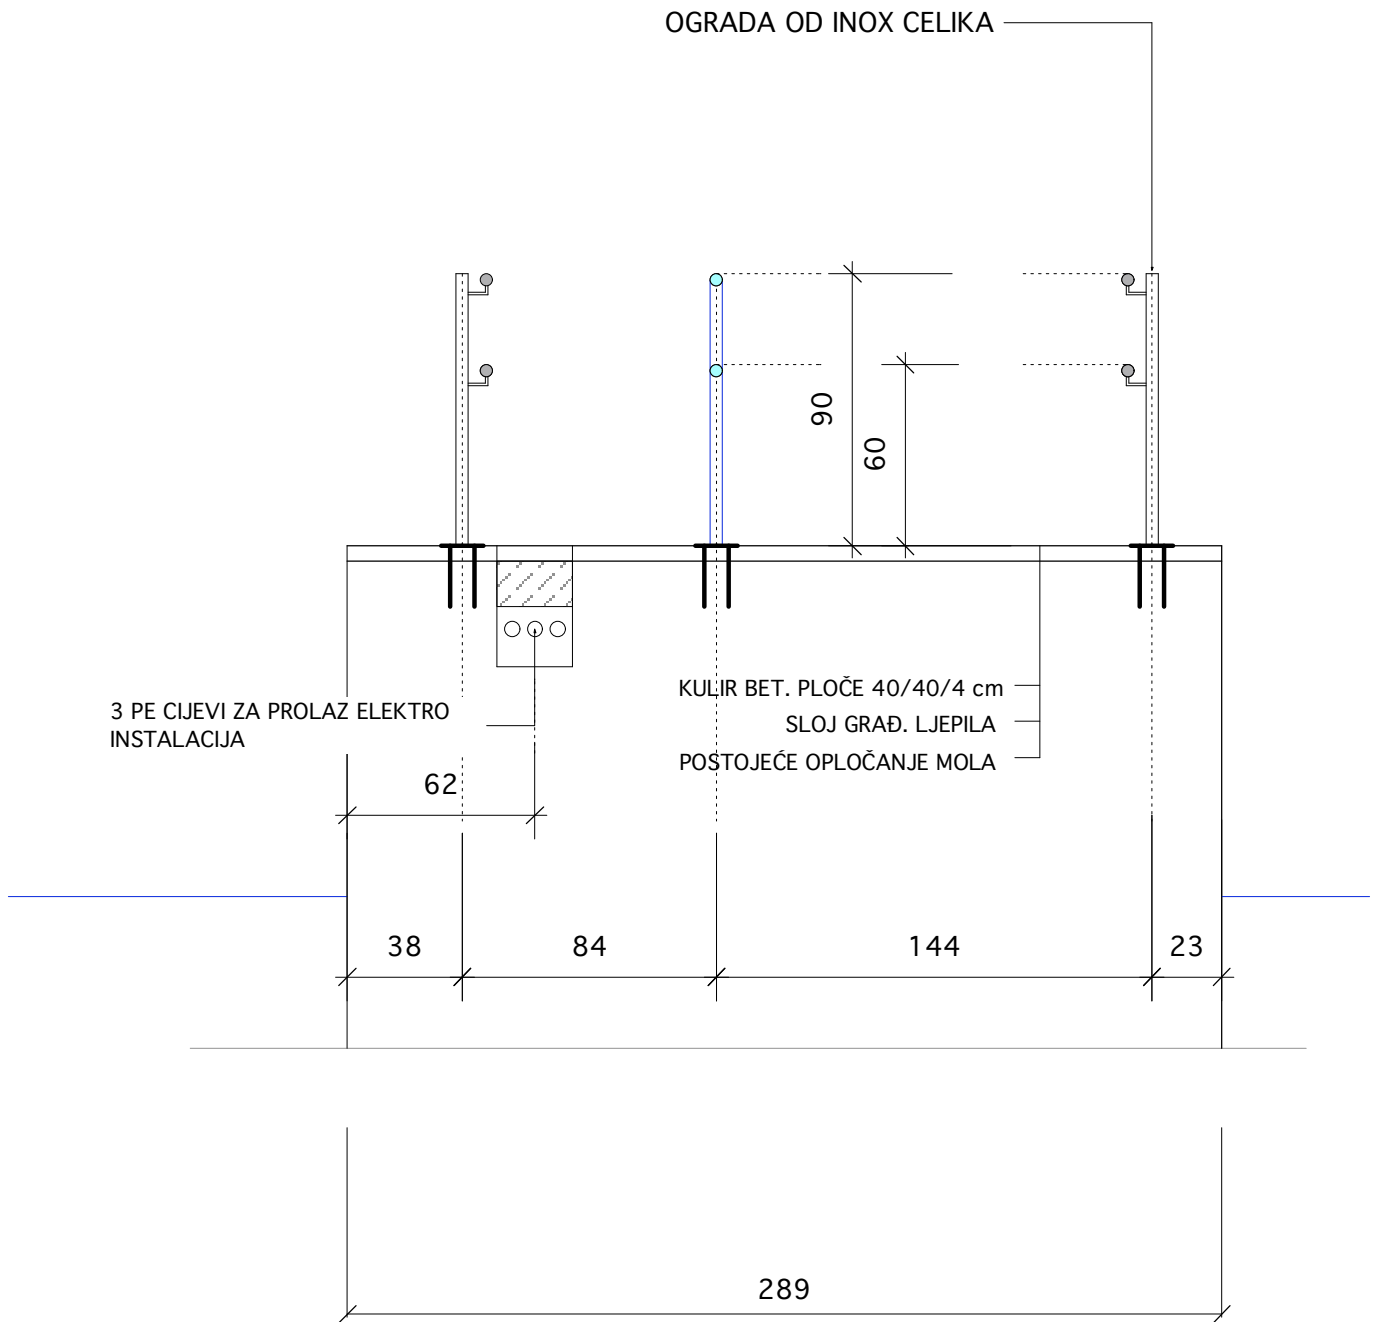 OGRADA OD INOX CELIKA
90
60
KULIR BET. PLOČE 40/40/4 cm
SLOJ GRAĐ. LJEPILA
POSTOJEĆE OPLOČANJE MOLA
3 PE CIJEVI ZA PROLAZ ELEKTRO
INSTALACIJA
62
38
84
144
23
289